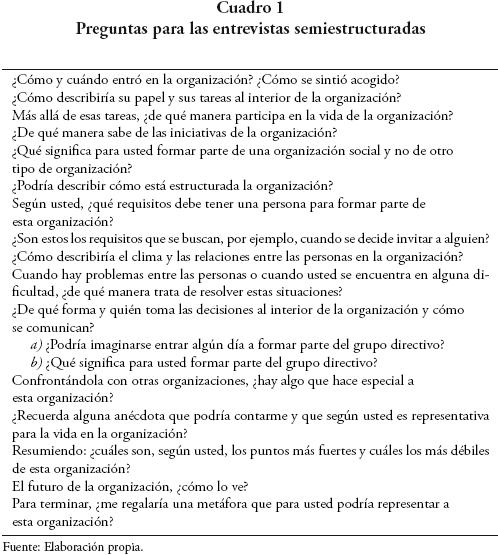 Cuadro 1
Preguntas para las entrevistas semiestructuradas
¿Cómo y cuándo entró en la organización? ¿Cómo se sintió acogido?
¿Cómo describiría su papel y sus tareas al interior de la organización?
Más allá de esas tareas, ¿de qué manera participa en la vida de la organización?
¿De qué manera sabe de las iniciativas de la organización?
¿Qué significa para usted formar parte de una organización social y no de otro
tipo de organización?
¿Podría describir cómo está estructurada la organización?
Según usted, ¿qué requisitos debe tener una persona para formar parte de
esta organización?
¿Son estos los requisitos que se buscan, por ejemplo, cuando se decide invitar a alguien?
¿Cómo describiría el clima y las relaciones entre las personas en la organización?
Cuando hay problemas entre las personas o cuando usted se encuentra en alguna di-
ficultad, ¿de qué manera trata de resolver estas situaciones?
¿De qué forma y quién toma las decisiones al interior de la organización y cómo
se comunican?
a) ¿Podría imaginarse entrar algún día a formar parte del grupo directivo?
b) ¿Qué significa para usted formar parte del grupo directivo?
Confrontándola con otras organizaciones, ¿hay algo que hace especial a
esta organización?
¿Recuerda alguna anécdota que podría contarme y que según usted es representativa
para la vida en la organización?
Resumiendo: ¿cuáles son, según usted, los puntos más fuertes y cuáles los más débiles
de esta organización?
El futuro de la organización, ¿cómo lo ve?
Para terminar, ¿me regalaría una metáfora que para usted podría representar a
esta organización?
Fuente: Elaboración propia.